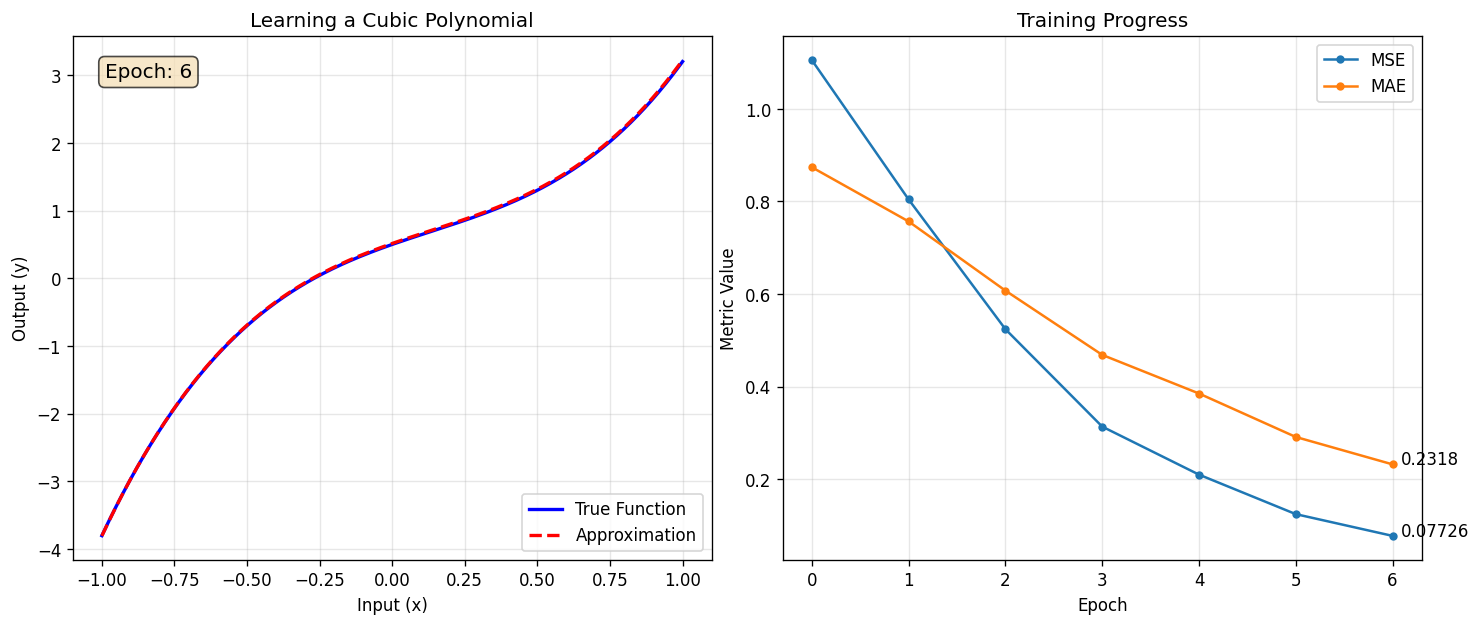 Learning a Cubic Polynomial
Epoch: 6
3
2
1
0
−1
−2
−3
−4
Output (y)
True Function
Approximation
−1.00 −0.75 −0.50 −0.25 0.00 0.25 0.50 0.75 1.00
Input (x)
Training Progress
MSE
MAE
1.0
0.8
0.6
0.4
0.2
Metric Value
0.2318
0.07726
0 1 2 3 4 5 6
Epoch